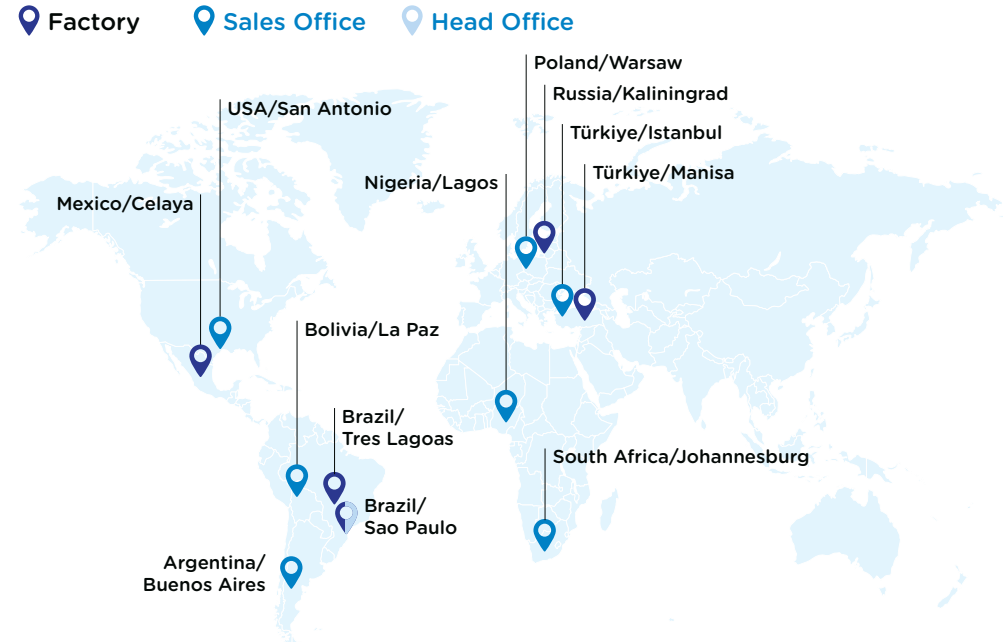 Factory
Sales Office
Head Office
Poland/Warsaw
Russia/Kaliningrad
USA/San Antonio
Türkiye/Istanbul
Türkiye/Manisa
Nigeria/Lagos
Mexico/Celaya
Bolivia/La Paz
Brazil/
Tres Lagoas
South Africa/Johannesburg
Brazil/
Sao Paulo
Argentina/
Buenos Aires